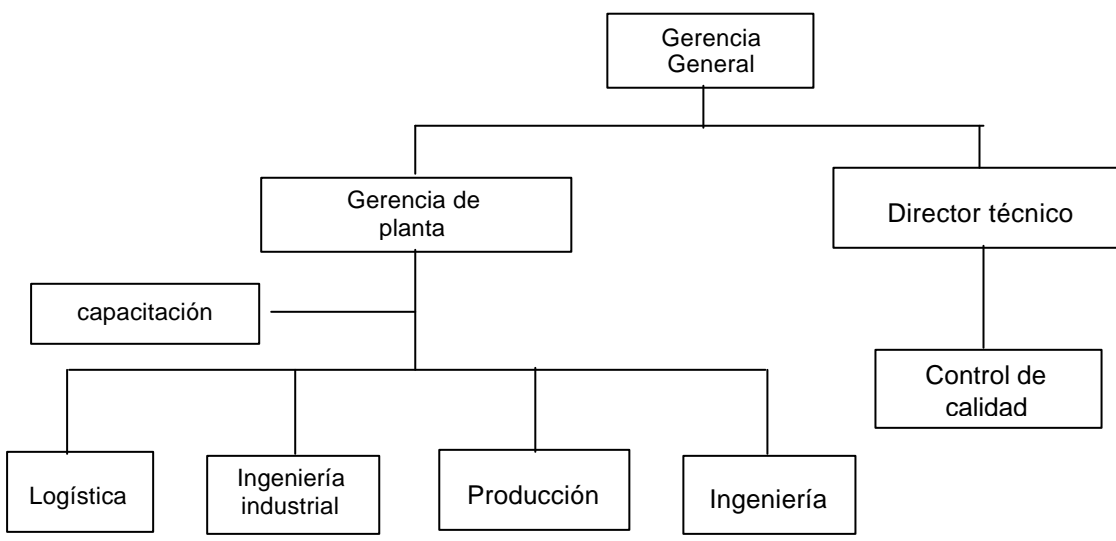 Gerencia
General
Gerencia de
planta
Director técnico
capacitación
Control de
calidad
Logística
Ingeniería
industrial
Producción
Ingeniería